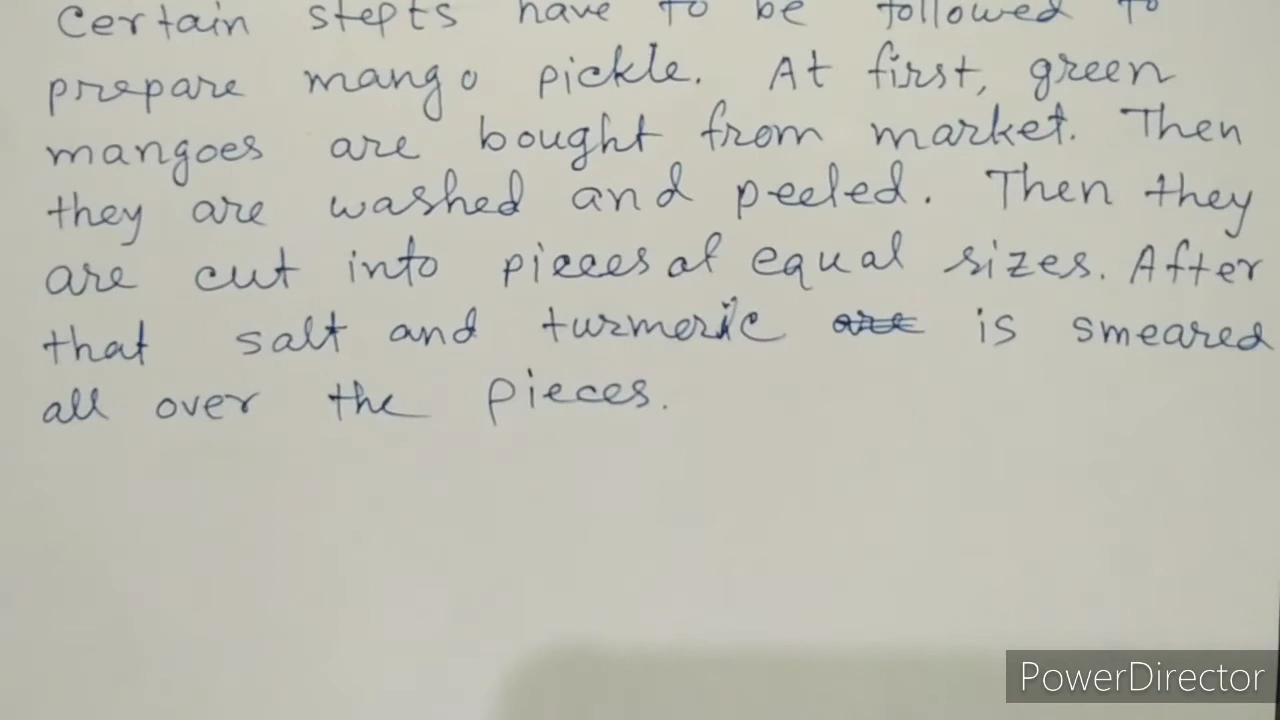 Certain stepts have to be followed to
prepare mango pickle. At first, green
mangoes are bought from market. Then
they are washed and peeled. Then they
are cut into pieces of equal sizes. After
that salt and turmeric are is smeared
all over the pieces.
PowerDirector